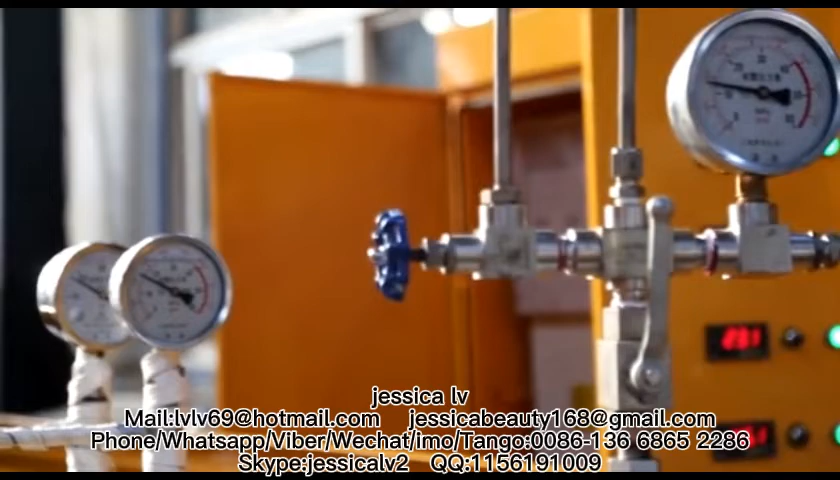 jessica lv
Mail:lvlv69@hotmail.com jessicabeauty168@gmail.com
Phone/Whatsapp/Viber/Wechat/imo/Tango:0086-136 6865 2286
Skype:jessicalv2 QQ:1156191009